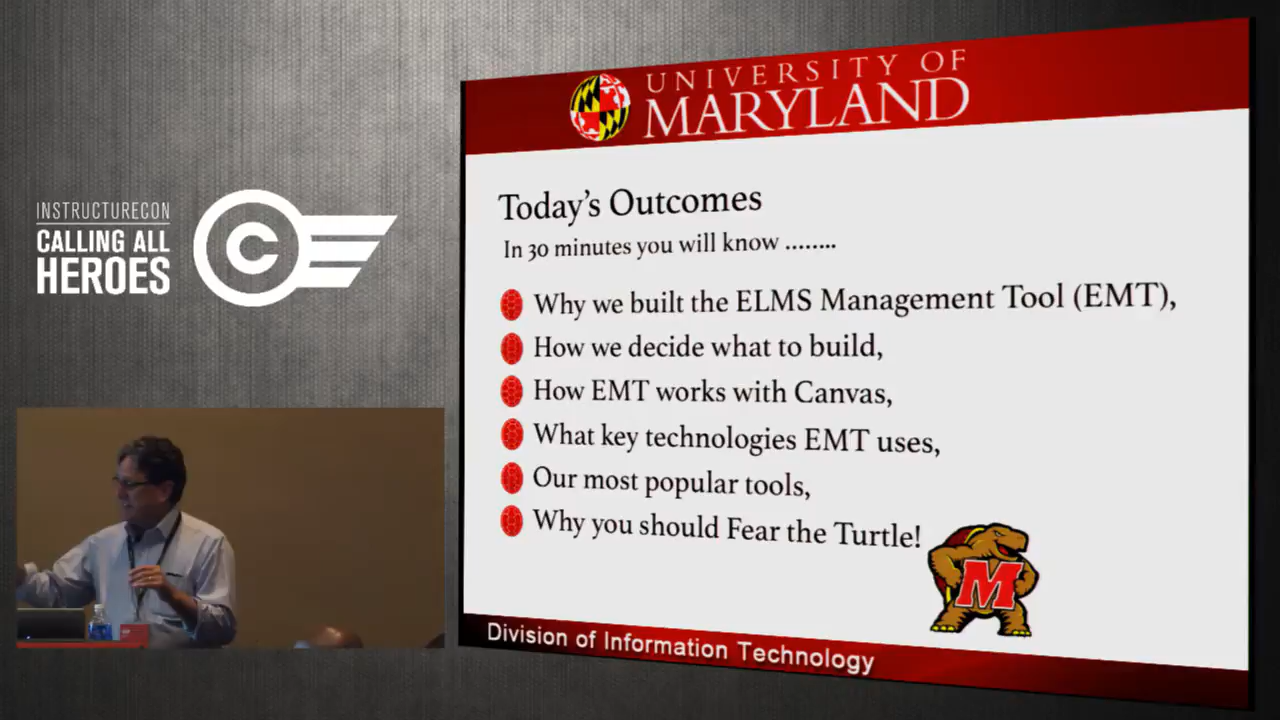 INSTRUCTURECON
CALLING ALL
HEROES
C
UNIVERSITY OF
MARYLAND
Today's Outcomes
In 30 minutes you will know ........
Why we built the ELMS Management Tool (EMT),
How we decide what to build,
How EMT works with Canvas,
What key technologies EMT uses,
Our most popular tools,
Why you should Fear the Turtle!
M
Division of Information Technology